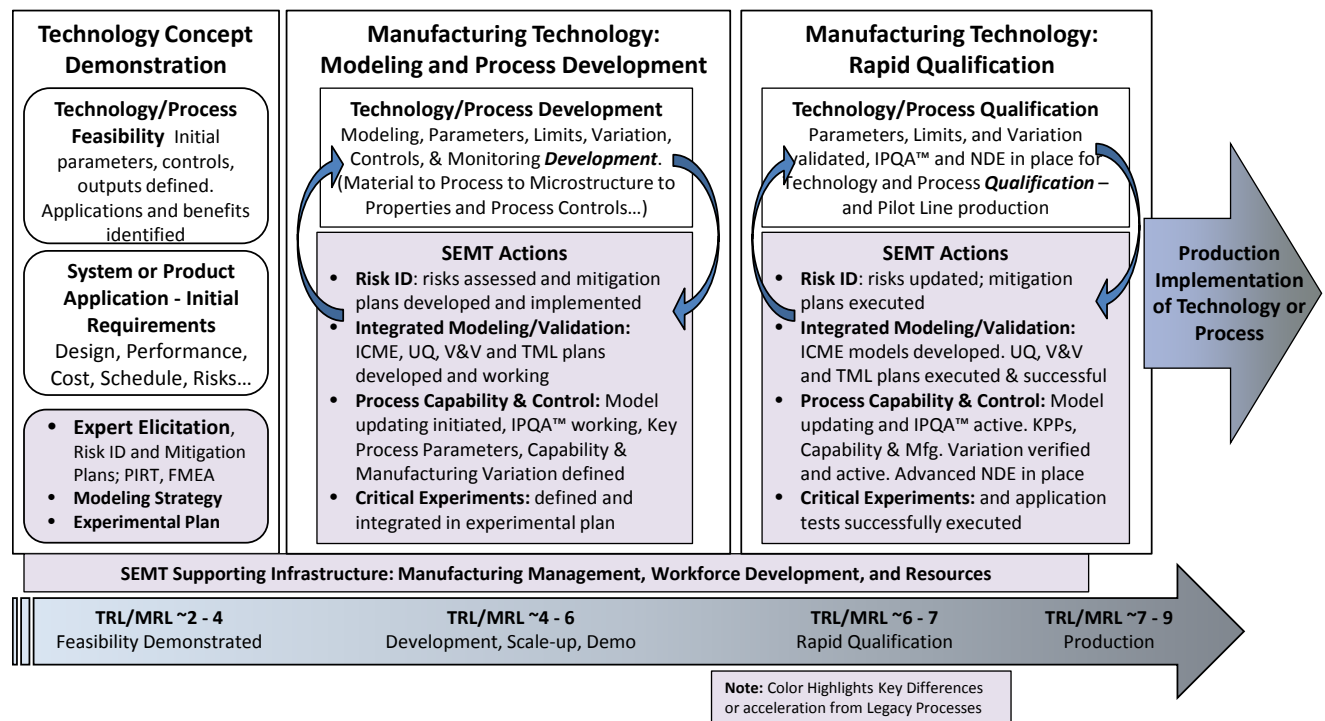 Technology Concept
Demonstration
Technology/Process
Feasibility Initial
parameters, controls,
outputs defined.
Applications and benefits
identified
System or Product
Application - Initial
Requirements
Design, Performance,
Cost, Schedule, Risks…
• Expert Elicitation,
Risk ID and Mitigation
Plans; PIRT, FMEA
• Modeling Strategy
• Experimental Plan
Manufacturing Technology:
Modeling and Process Development
Technology/Process Development
Modeling, Parameters, Limits, Variation,
Controls, & Monitoring Development.
(Material to Process to Microstructure to
Properties and Process Controls…)
SEMT Actions
• Risk ID: risks assessed and mitigation
plans developed and implemented
• Integrated Modeling/Validation:
ICME, UQ, V&V and TML plans
developed and working
• Process Capability & Control: Model
updating initiated, IPQA™ working, Key
Process Parameters, Capability &
Manufacturing Variation defined
• Critical Experiments: defined and
integrated in experimental plan
Manufacturing Technology:
Rapid Qualification
Technology/Process Qualification
Parameters, Limits, and Variation
validated, IPQA™ and NDE in place for
Technology and Process Qualification –
and Pilot Line production
SEMT Actions
• Risk ID: risks updated; mitigation
plans executed
• Integrated Modeling/Validation:
ICME models developed. UQ, V&V
and TML plans executed & successful
• Process Capability & Control: Model
updating and IPQA™ active. KPPs,
Capability & Mfg. Variation verified
and active. Advanced NDE in place
• Critical Experiments: and application
tests successfully executed
Production
Implementation
of Technology or
Process
SEMT Supporting Infrastructure: Manufacturing Management, Workforce Development, and Resources
TRL/MRL ~2 - 4
Feasibility Demonstrated
TRL/MRL ~4 - 6
Development, Scale-up, Demo
TRL/MRL ~6 - 7
Rapid Qualification
TRL/MRL ~7 - 9
Production
Note: Color Highlights Key Differences
or acceleration from Legacy Processes